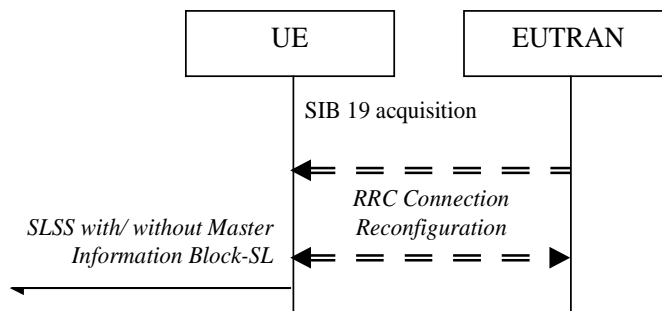 UE
EUTRAN
SIB 19 acquisition
RRC Connection
Reconfiguration
SLSS with/ without Master
Information Block-SL